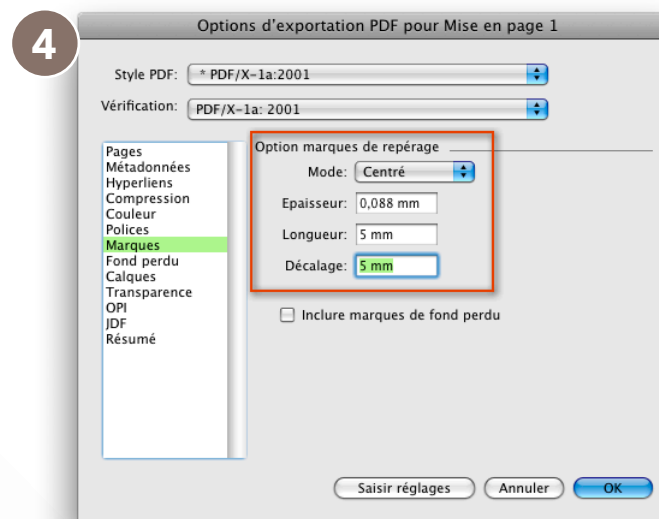 4
Options d'exportation PDF pour Mise en page 1
Style PDF: * PDF/X-1a:2001
Vérification: PDF/X-1a: 2001
Pages
Métadonnées
Hyperliens
Compression
Couleur
Polices
Marques
Fond perdu
Calques
Transparence
OPI
JDF
Résumé
Option marques de repérage
Mode: Centré
Epaisseur: 0,088 mm
Longueur: 5 mm
Décalage: 5 mm
Inclure marques de fond perdu
Saisir réglages Annuler OK